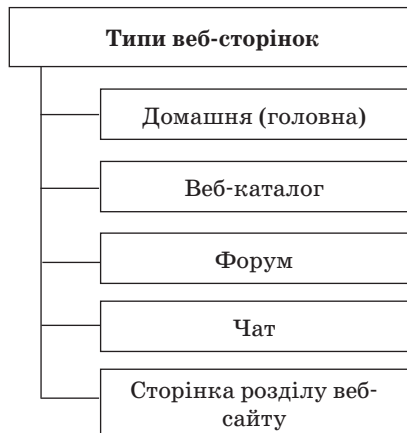 Типи веб-сторінок
Домашня (головна)
Веб-каталог
Форум
Чат
Сторінка розділу веб-
сайту